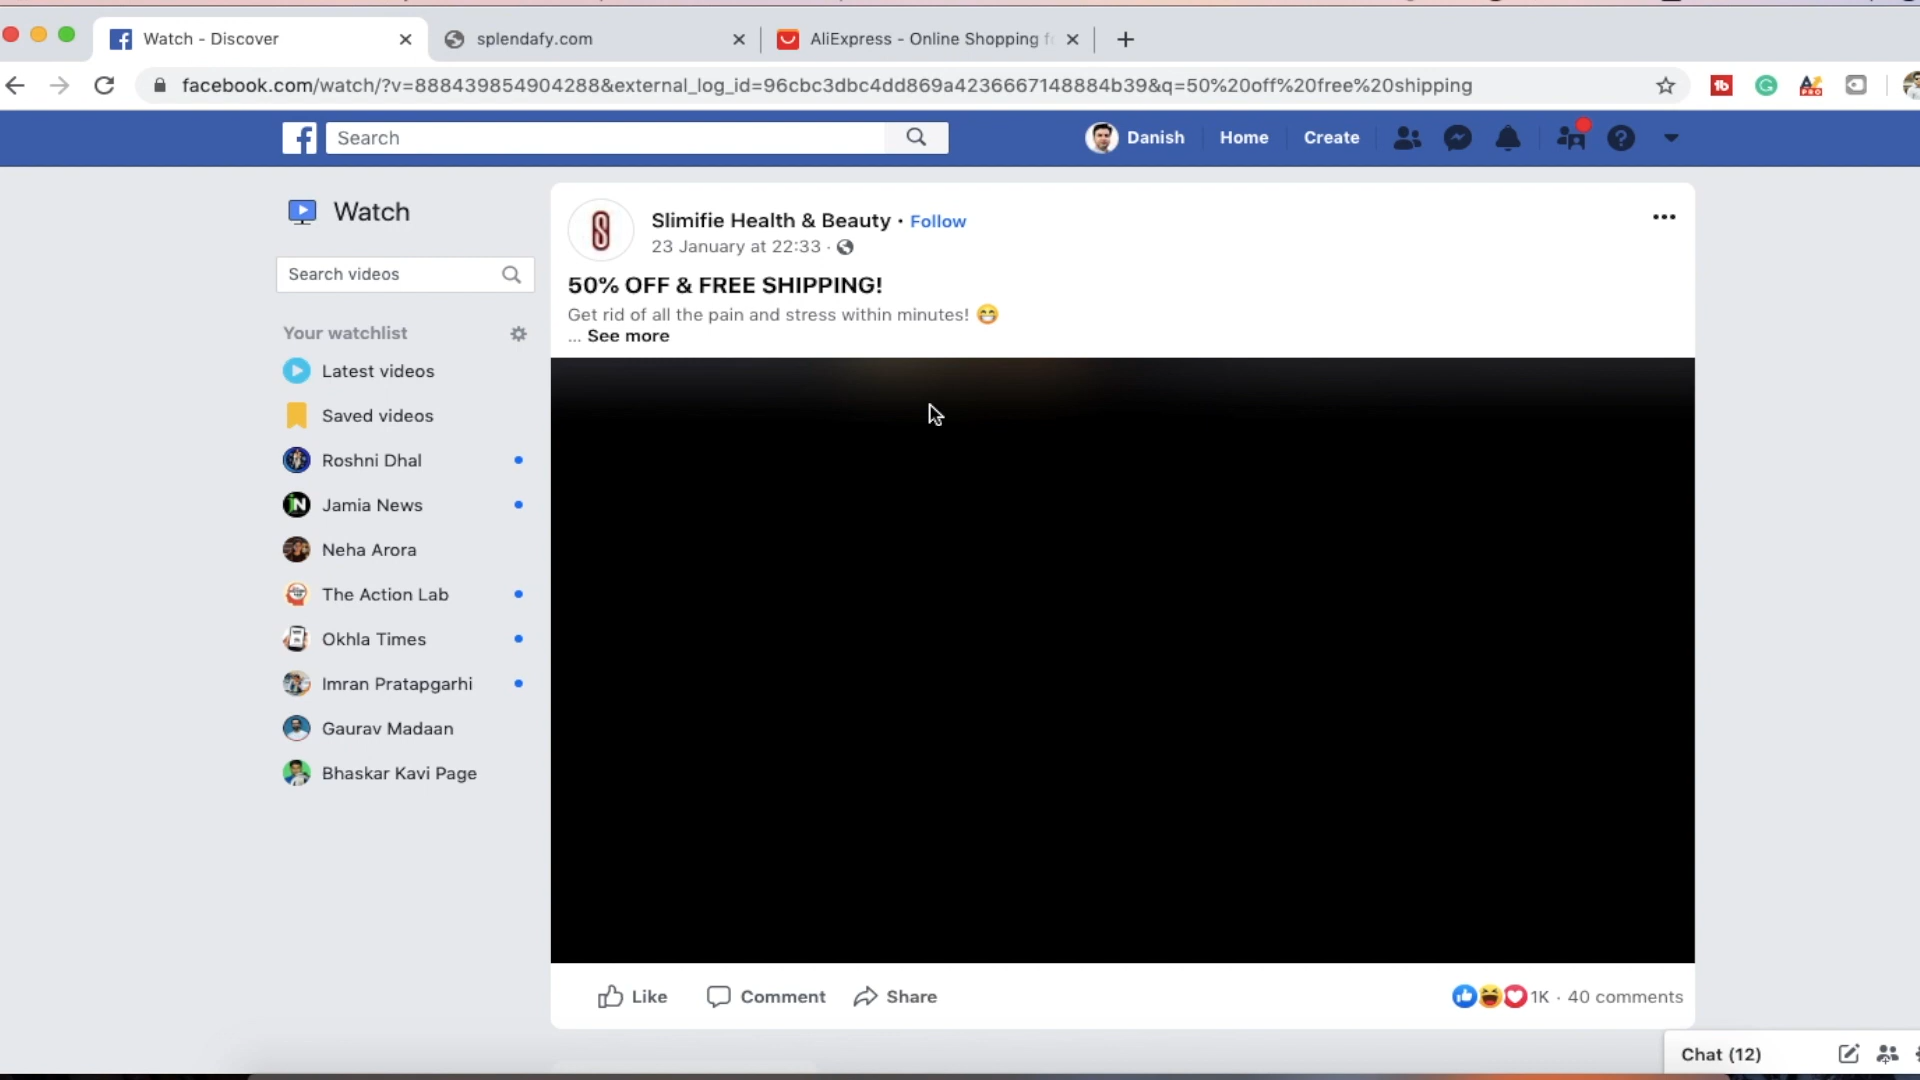 Watch - Discover
splendafy.com
AliExpress - Online Shopping f
facebook.com/watch/?v=888439854904288&external_log_id=96cbc3dbc4dd869a4236667148884b39&q=50%20off%20free%20shipping
Search
Danish
Home
Create
Watch
Search videos
Your watchlist
Latest videos
Saved videos
Roshni Dhal
Jamia News
Neha Arora
The Action Lab
Okhla Times
Imran Pratapgarhi
Gaurav Madaan
Bhaskar Kavi Page
Slimifie Health & Beauty · Follow
23 January at 22:33 ·
50% OFF & FREE SHIPPING!
Get rid of all the pain and stress within minutes! 😁
... See more
Like
Comment
Share
1K · 40 comments
Chat (12)